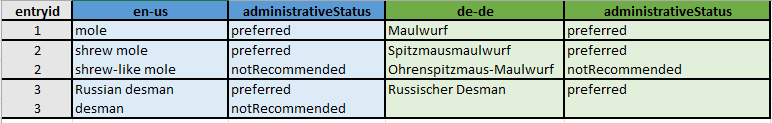 entryid en-us administrativeStatus de-de administrativeStatus
1 mole preferred Maulwurf preferred
2 shrew mole preferred Spitzmausmaulwurf preferred
2 shrew-like mole notRecommended Ohrenspitzmaus-Maulwurf notRecommended
3 Russian desman preferred Russischer Desman preferred
3 desman notRecommended